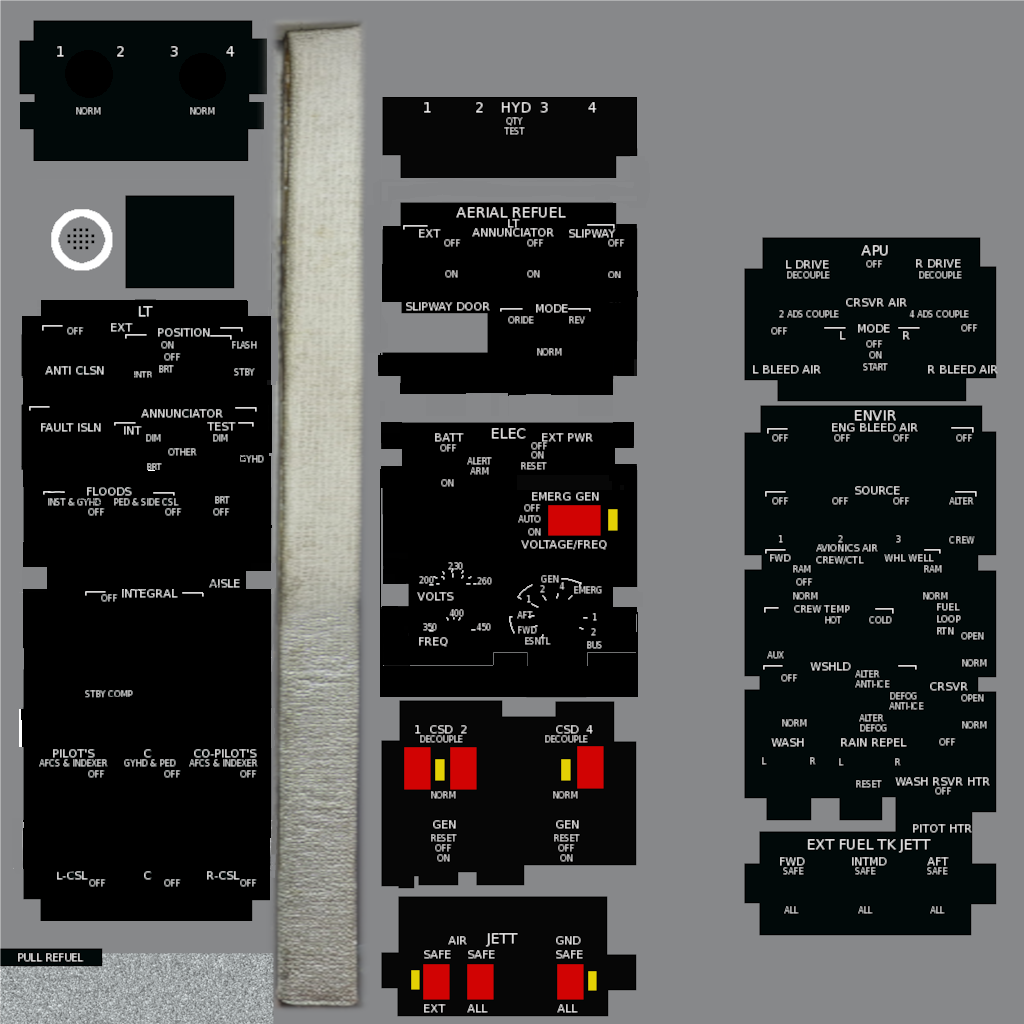 1 2 3 4
NORM NORM
LT
EXT
OFF POSITION
ON FLASH
OFF
ANTI CLSN INTR BRT STBY
ANNUNCIATOR
FAULT ISLN INT TEST
DIM DIM
OTHER
BRT GYHD
FLOODS
INST & GYHD PED & SIDE CSL BRT
OFF OFF OFF
AISLE
OFF INTEGRAL
STBY COMP
PILOT'S C CO-PILOT'S
AFCS & INDEXER GYHD & PED AFCS & INDEXER
OFF OFF OFF
L-CSL OFF C OFF R-CSL OFF
PULL REFUEL
1 2 HYD 3 4
QTY
TEST
AERIAL REFUEL
LT
EXT ANNUNCIATOR SLIPWAY
OFF OFF OFF
ON ON ON
SLIPWAY DOOR MODE
ORIDE REV
NORM
ELEC
BATT EXT PWR
OFF OFF
ON
ALERT RESET
ARM
ON
EMERG GEN
OFF
AUTO
ON
VOLTAGE/FREQ
230
200 260
VOLTS
400
350 450
FREQ
GEN
1 2 4 EMERG
AFT 1
FWD 2
ESNTL BUS
1 CSD 2 CSD 4
DECOUPLE DECOUPLE
NORM NORM
GEN GEN
RESET RESET
OFF OFF
ON ON
AIR JETT GND
SAFE SAFE SAFE
EXT ALL ALL
APU
L DRIVE OFF R DRIVE
DECOUPLE DECOUPLE
CRSVR AIR
2 ADS COUPLE 4 ADS COUPLE
OFF MODE OFF
L R
OFF
ON
START
L BLEED AIR R BLEED AIR
ENVIR
ENG BLEED AIR
OFF OFF OFF OFF
SOURCE
OFF OFF OFF ALTER
1 2 3 CREW
AVIONICS AIR
FWD CREW/CTL WHL WELL
RAM RAM
OFF
NORM NORM
CREW TEMP FUEL
HOT COLD LOOP
RTN OPEN
AUX NORM
WSHLD
OFF ALTER
ANTI-ICE CRSVR
DEFOG OPEN
ANTI-ICE
NORM ALTER NORM
DEFOG
WASH RAIN REPEL OFF
L R L R
RESET WASH RSVR HTR
OFF
PITOT HTR
EXT FUEL TK JETT
FWD INTMD AFT
SAFE SAFE SAFE
ALL ALL ALL